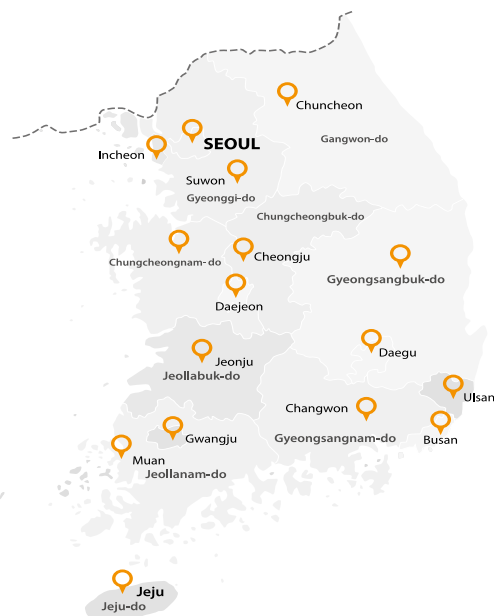 Chuncheon
Gangwon-do
SEOUL
Incheon
Suwon
Gyeonggi-do
Chungcheongbuk-do
Cheongju
Chungcheongnam-do
Gyeongsangbuk-do
Daejeon
Daegu
Jeonju
Jeollabuk-do
Ulsan
Changwon
Gyeongsangnam-do
Busan
Gwangju
Muan
Jeollanam-do
Jeju
Jeju-do